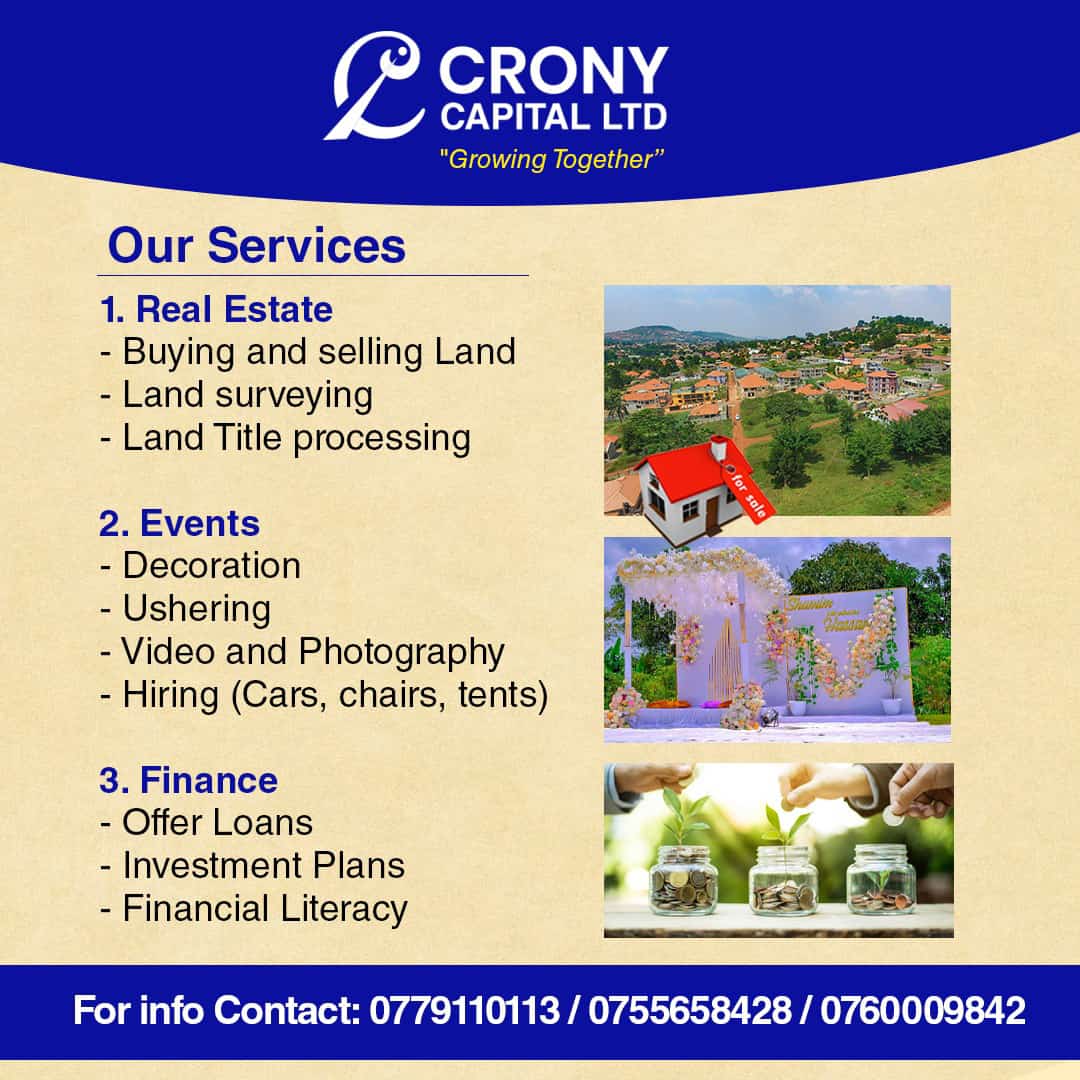 CRONY
CAPITAL LTD
"Growing Together”
Our Services
1. Real Estate
- Buying and selling Land
- Land surveying
- Land Title processing
for sale
2. Events
- Decoration
- Ushering
- Video and Photography
- Hiring (Cars, chairs, tents)
3. Finance
- Offer Loans
- Investment Plans
- Financial Literacy
For info Contact: 0779110113 / 0755658428 / 0760009842